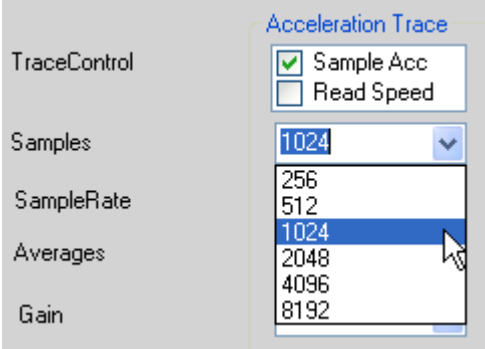 Acceleration Trace
TraceControl
Sample Acc
Read Speed
Samples
1024
256
512
1024
2048
4096
8192
SampleRate
Averages
Gain